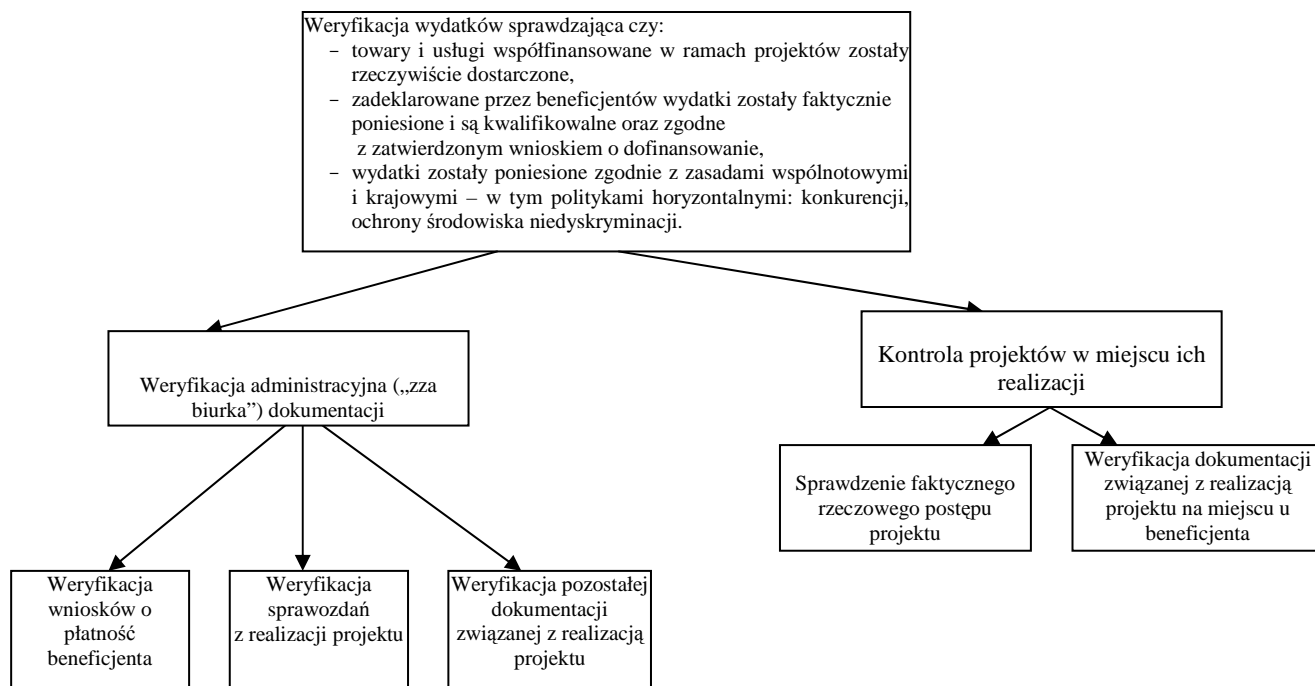 Weryfikacja wydatków sprawdzająca czy:
− towary i usługi współfinansowane w ramach projektów zostały
rzeczywiście dostarczone,
− zadeklarowane przez beneficjentów wydatki zostały faktycznie
poniesione i są kwalifikowalne oraz zgodne
z zatwierdzonym wnioskiem o dofinansowanie,
− wydatki zostały poniesione zgodnie z zasadami wspólnotowymi
i krajowymi – w tym politykami horyzontalnymi: konkurencji,
ochrony środowiska niedyskryminacji.
Weryfikacja administracyjna („zza
biurka”) dokumentacji
Kontrola projektów w miejscu ich
realizacji
Weryfikacja
wniosków o
płatność
beneficjenta
Weryfikacja
sprawozdań
z realizacji projektu
Weryfikacja pozostałej
dokumentacji
związanej z realizacją
projektu
Sprawdzenie faktycznego
rzeczowego postępu
projektu
Weryfikacja dokumentacji
związanej z realizacją
projektu na miejscu u
beneficjenta